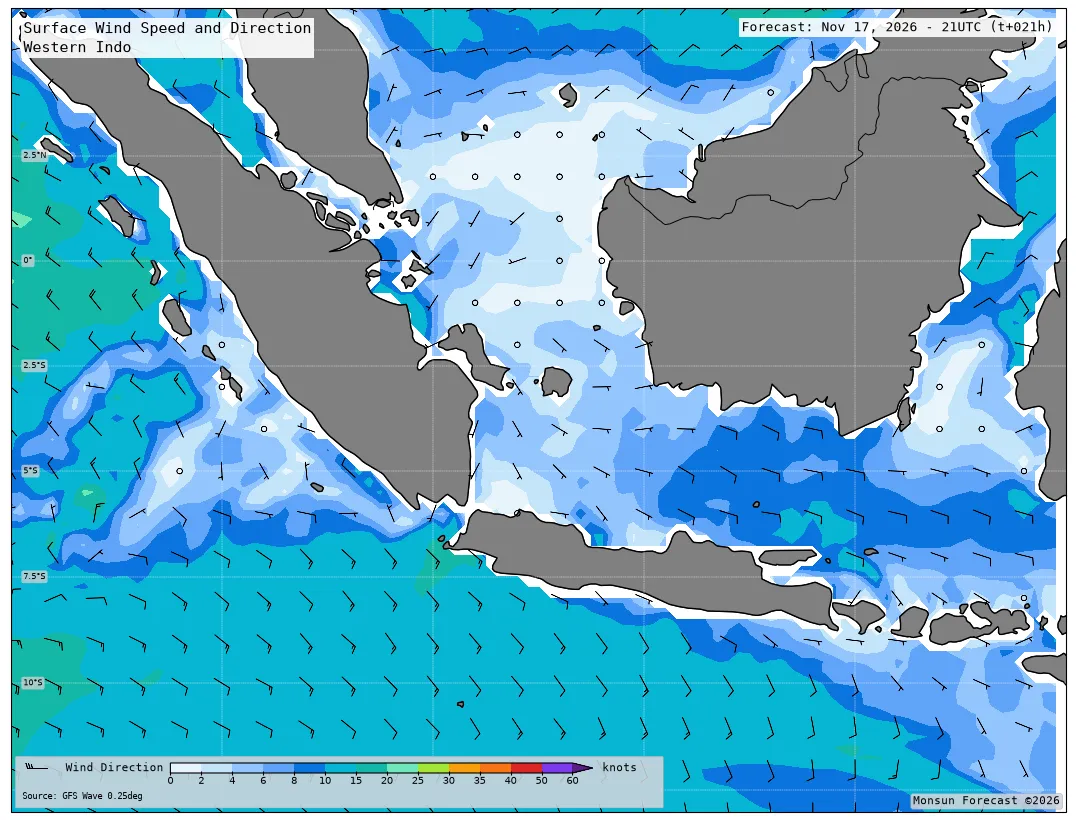 Surface Wind Speed and Direction
Western Indo
Forecast: Nov 17, 2026 - 21UTC (t+021h)
2.5°N
0°
2.5°S
5°S
7.5°S
10°S
Wind Direction
0 2 4 6 8 10 15 20 25 30 35 40 50 60
knots
Source: GFS Wave 0.25deg
Monsun Forecast ©2026